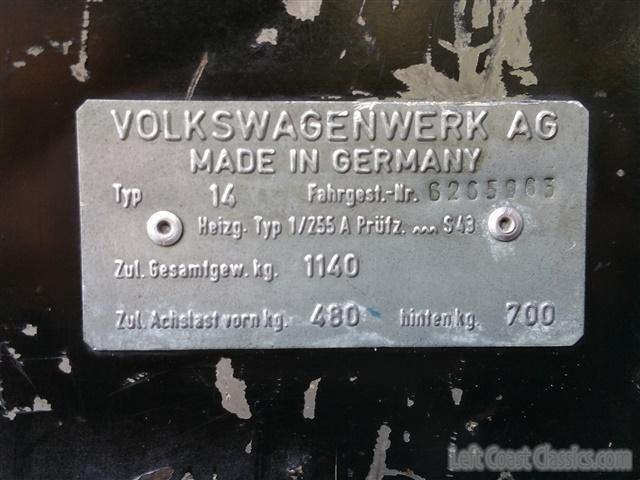 VOLKSWAGENWERK AG
MADE IN GERMANY
Typ 14 Fahrgest.-Nr. 6265963
Heizg. Typ 1/255 A Prüfz. ~~~ S43
Zul. Gesamtgew. kg. 1140
Zul. Achslast vorn kg. 480 hinten kg. 700
Left Coast Classics.com